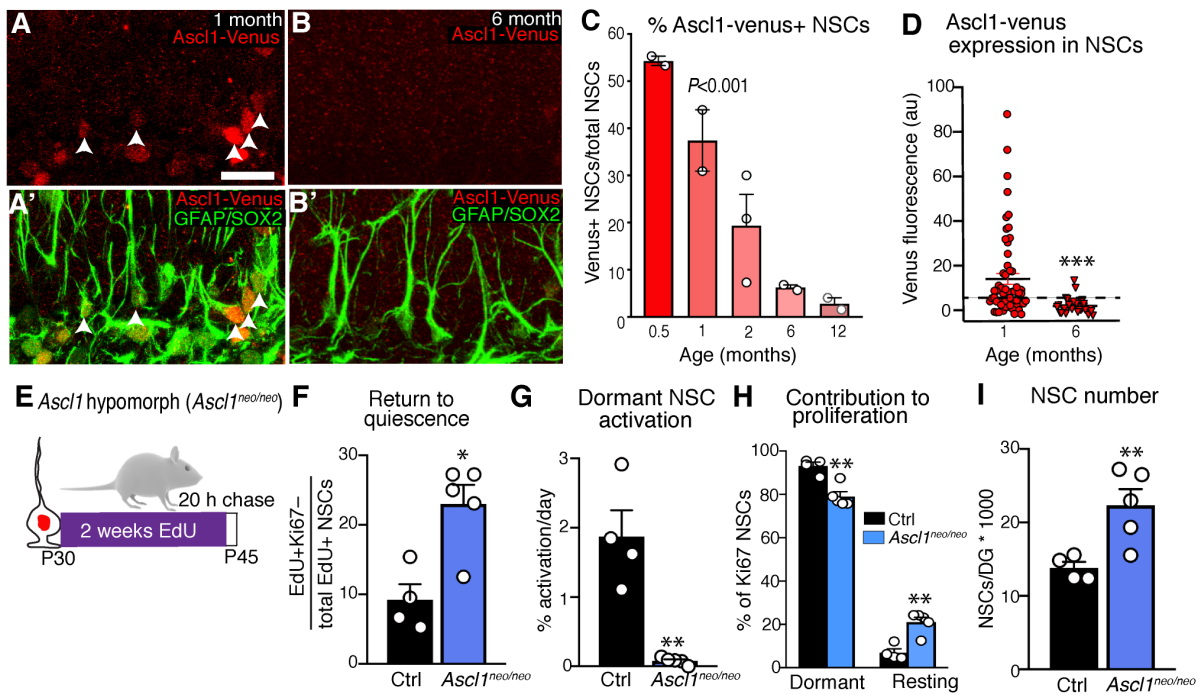 A
1 month
Ascl1-Venus
B
6 month
Ascl1-Venus
A'
Ascl1-Venus
GFAP/SOX2
B'
Ascl1-Venus
GFAP/SOX2
C
% Ascl1-venus+ NSCs
Venus+ NSCs/total NSCs
60
50
40
30
20
10
0
P<0.001
0.5 1 2 6 12
Age (months)
D
Ascl1-venus
expression in NSCs
Venus fluorescence (au)
100
80
60
40
20
0
***
1 6
Age (months)
E
Ascl1 hypomorph (Ascl1neo/neo)
20 h chase
2 weeks EdU
P30
P45
F
Return to
quiescence
EdU+Ki67–
total EdU+ NSCs
30
20
10
0
*
Ctrl Ascl1neo/neo
G
Dormant NSC
activation
% activation/day
3
2
1
0
**
Ctrl Ascl1neo/neo
H
Contribution to
proliferation
% of Ki67 NSCs
100
80
60
40
20
0
**
**
Ctrl
Ascl1neo/neo
Dormant Resting
I
NSC number
NSCs/DG * 1000
30
20
10
0
**
Ctrl Ascl1neo/neo